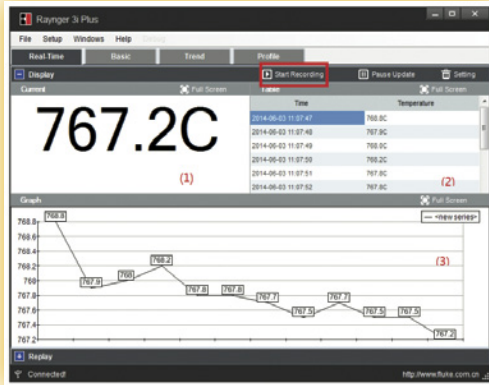 Raynger 3i Plus
File Setup Windows Help
Real-Time Basic Trend Profile
Display Start Recording Pause Update Setting
Current Full Screen Table Full Screen
767.2C
(1)
Time Temperature
2014-06-03 11:07:47 768.8C
2014-06-03 11:07:48 767.9C
2014-06-03 11:07:49 768.0C
2014-06-03 11:07:50 768.2C
2014-06-03 11:07:51 767.8C
2014-06-03 11:07:52 767.8C
(2)
Graph Full Screen
<new series>
(3)
768.8
768.6
768.4
768.2
768
767.8
767.6
767.4
767.2
768.8
767.9
768
768.2
767.8
767.8
767.7
767.5
767.7
767.5
767.5
767.2
Replay
Connected! http://www.fluke.com.cn